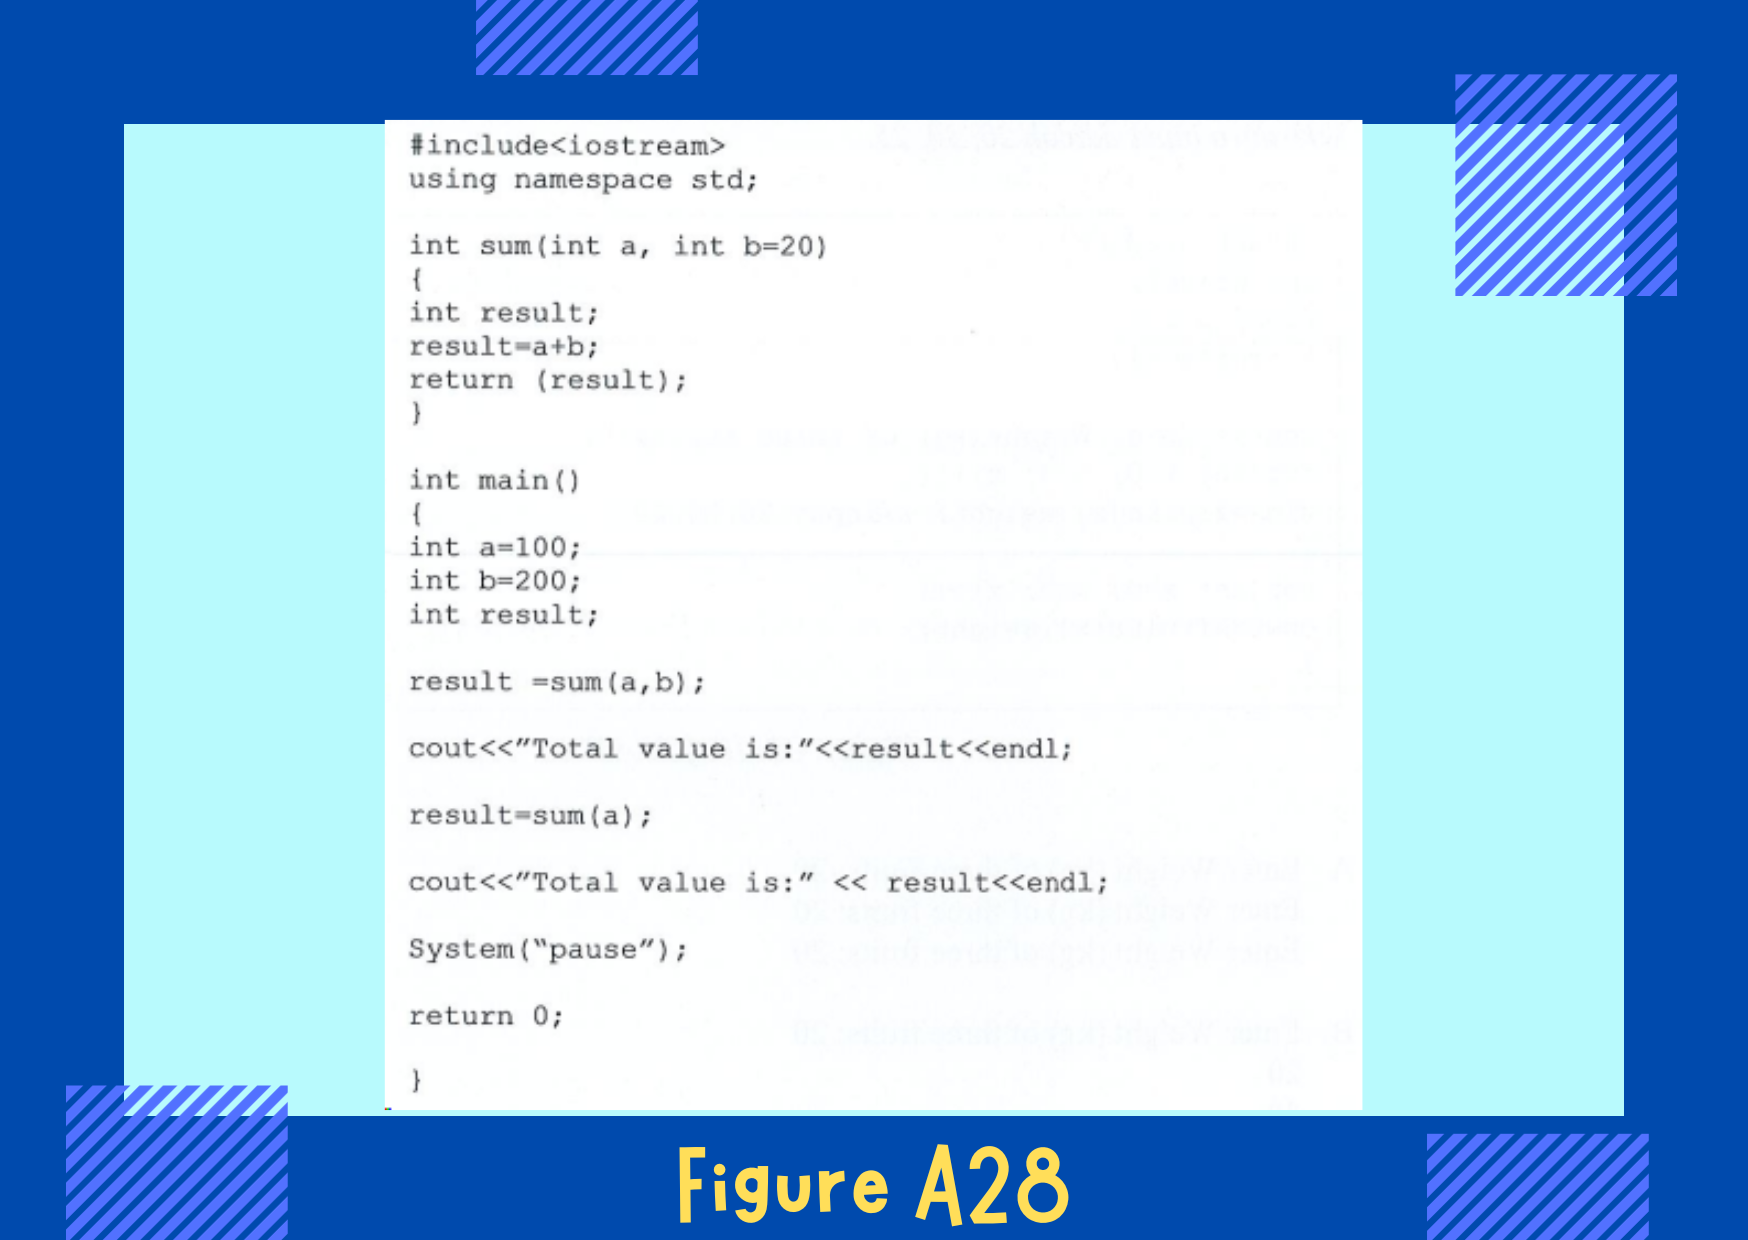 #include<iostream>
using namespace std;
int sum(int a, int b=20)
{
int result;
result=a+b;
return (result);
}
int main()
{
int a=100;
int b=200;
int result;
result =sum(a,b);
cout<<”Total value is:”<<result<<endl;
result=sum(a);
cout<<”Total value is:” << result<<endl;
System(“pause”);
return 0;
}
Figure A28